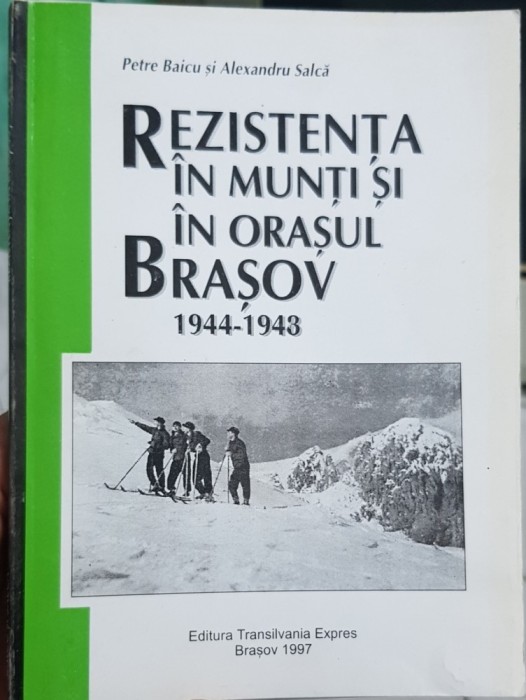 Petre Baicu și Alexandru Salcă
REZISTENȚA
ÎN MUNȚI ȘI
ÎN ORAȘUL
BRAȘOV
1944-1948
Editura Transilvania Expres
Brașov 1997